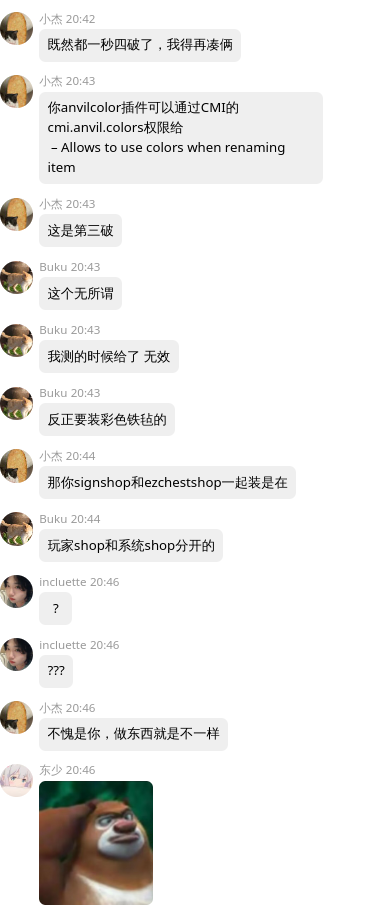 小杰 20:42
既然都一秒四破了，我得再凑俩
小杰 20:43
你anvilcolor插件可以通过CMI的
cmi.anvil.colors权限给
– Allows to use colors when renaming
item
小杰 20:43
这是第三破
Buku 20:43
这个无所谓
Buku 20:43
我测的时候给了 无效
Buku 20:43
反正要装彩色铁毡的
小杰 20:44
那你signshop和ezchestshop一起装是在
Buku 20:44
玩家shop和系统shop分开的
incluette 20:46
?
incluette 20:46
???
小杰 20:46
不愧是你，做东西就是不一样
东少 20:46